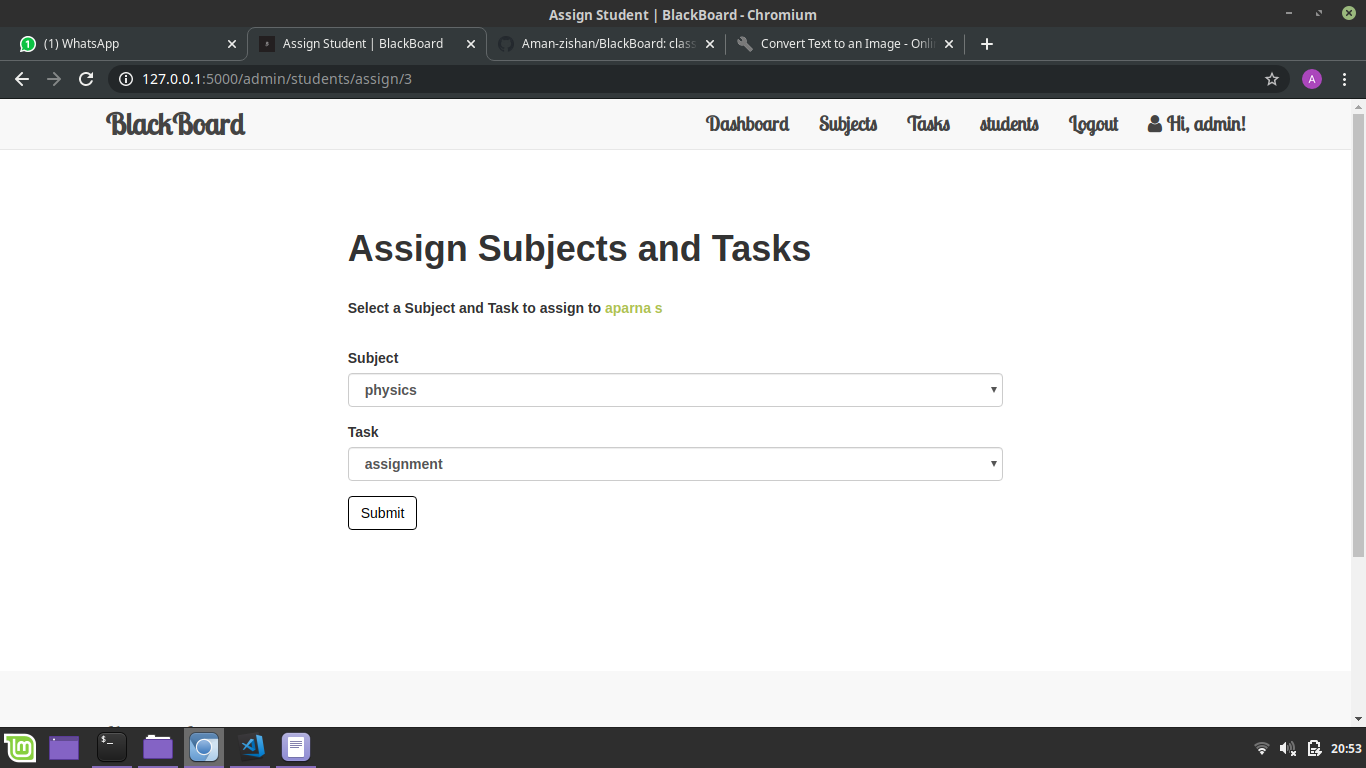 Assign Student | BlackBoard - Chromium
(1) WhatsApp
Assign Student | BlackBoard
Aman-zishan/BlackBoard: clas
Convert Text to an Image - Onli
127.0.0.1:5000/admin/students/assign/3
A
BlackBoard
Dashboard
Subjects
Tasks
students
Logout
Hi, admin!
Assign Subjects and Tasks
Select a Subject and Task to assign to aparna s
Subject
physics
Task
assignment
Submit
20:53